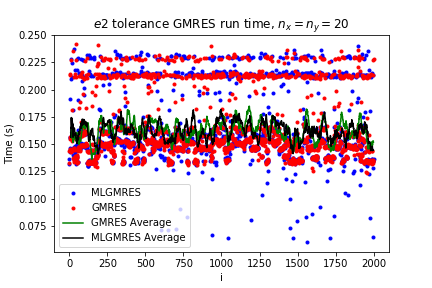 e2 tolerance GMRES run time, nₓ = nᵧ = 20
0.250
0.225
0.200
0.175
0.150
0.125
0.100
0.075
Time (s)
MLGMRES
GMRES
GMRES Average
MLGMRES Average
0 250 500 750 1000 1250 1500 1750 2000
i